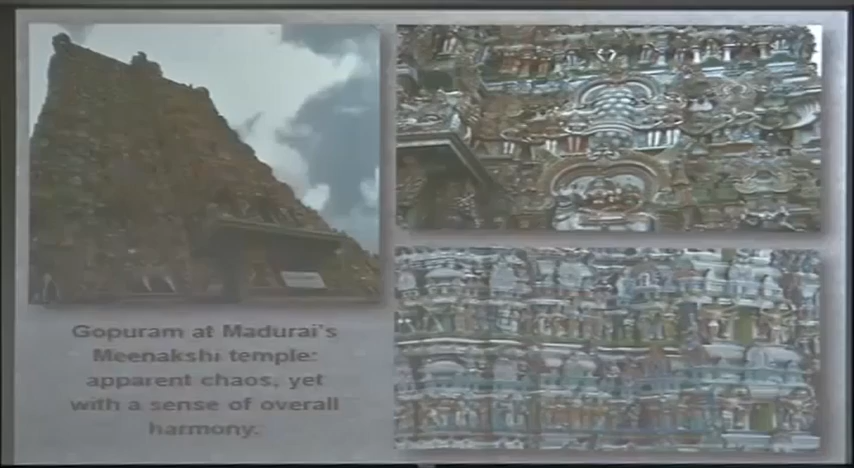 Gopuram at Madurai's
Meenakshi temple:
apparent chaos, yet
with a sense of overall
harmony.